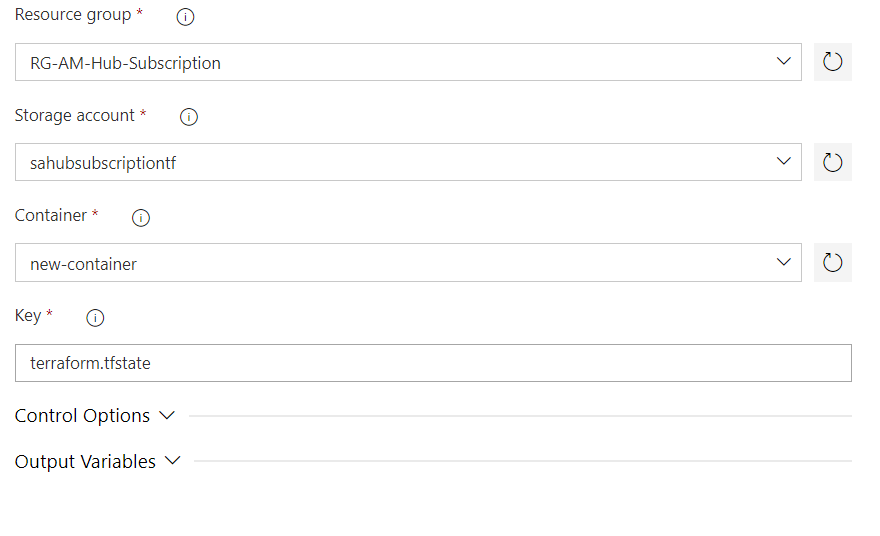 Resource group *
RG-AM-Hub-Subscription
Storage account *
sahubsubscriptiontf
Container *
new-container
Key *
terraform.tfstate
Control Options
Output Variables